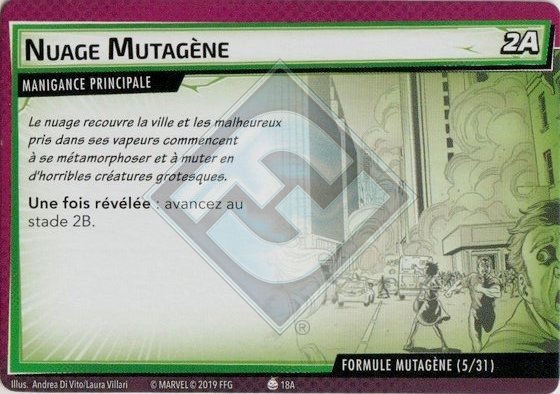 Nuage Mutagène
2A
Manigance Principale
Le nuage recouvre la ville et les malheureux
pris dans ses vapeurs commencent
à se métamorphoser et à muter en
d'horribles créatures grotesques.
Une fois révélée : avancez au
stade 2B.
®
Formule Mutagène (5/31)
Illus. Andrea Di Vito/Laura Villari © MARVEL © 2019 FFG 18A